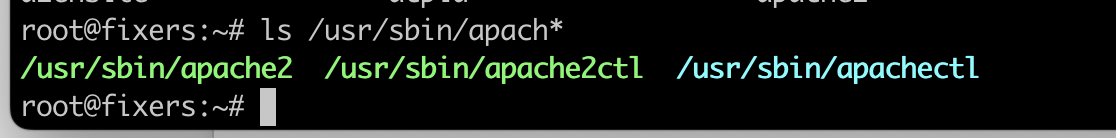 root@fixers:~# ls /usr/sbin/apach*
/usr/sbin/apache2  /usr/sbin/apache2ctl  /usr/sbin/apachectl
root@fixers:~#